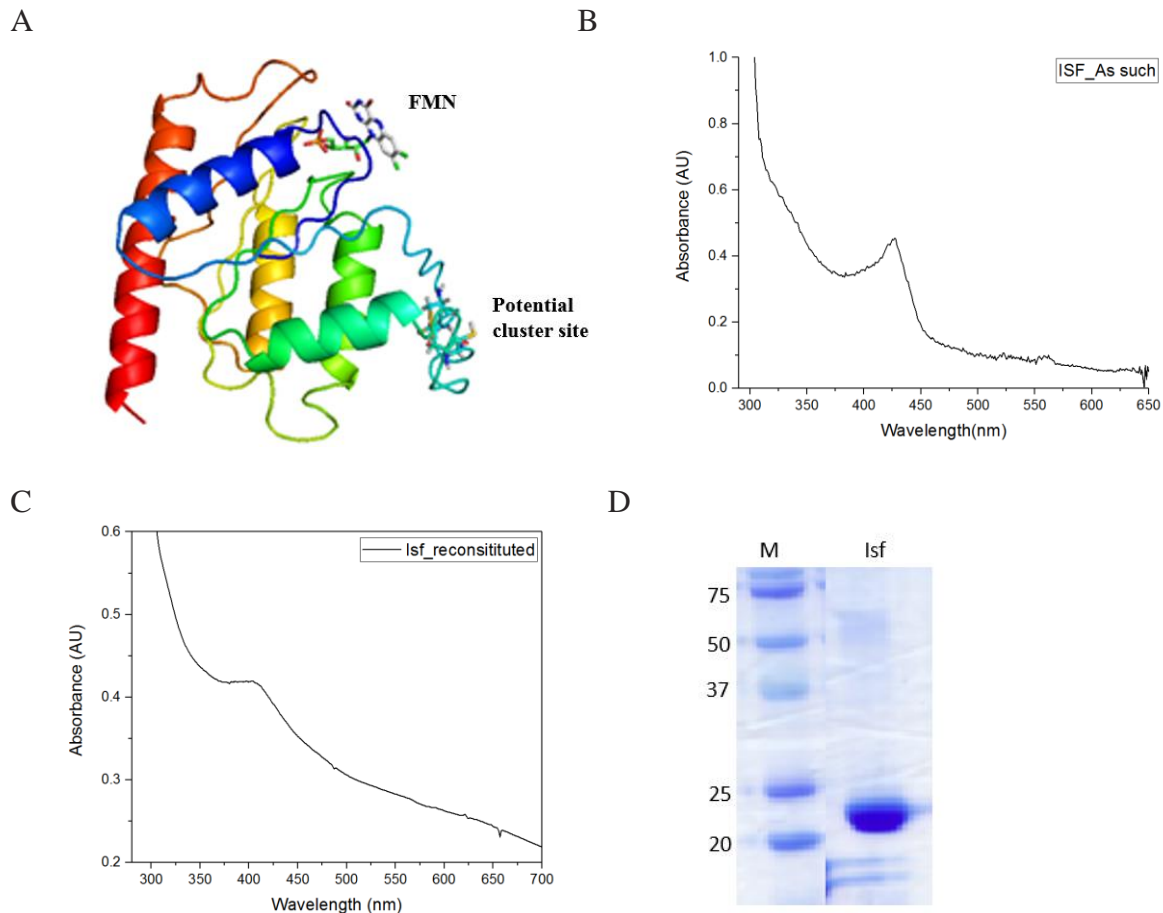 A
FMN
Potential
cluster site
B
ISF_As such
1.0
0.8
0.6
0.4
0.2
0.0
Absorbance (AU)
300 350 400 450 500 550 600 650
Wavelength(nm)
C
Isf_reconsitituted
0.6
0.5
0.4
0.3
0.2
Absorbance (AU)
300 350 400 450 500 550 600 650 700
Wavelength (nm)
D
M Isf
75
50
37
25
20